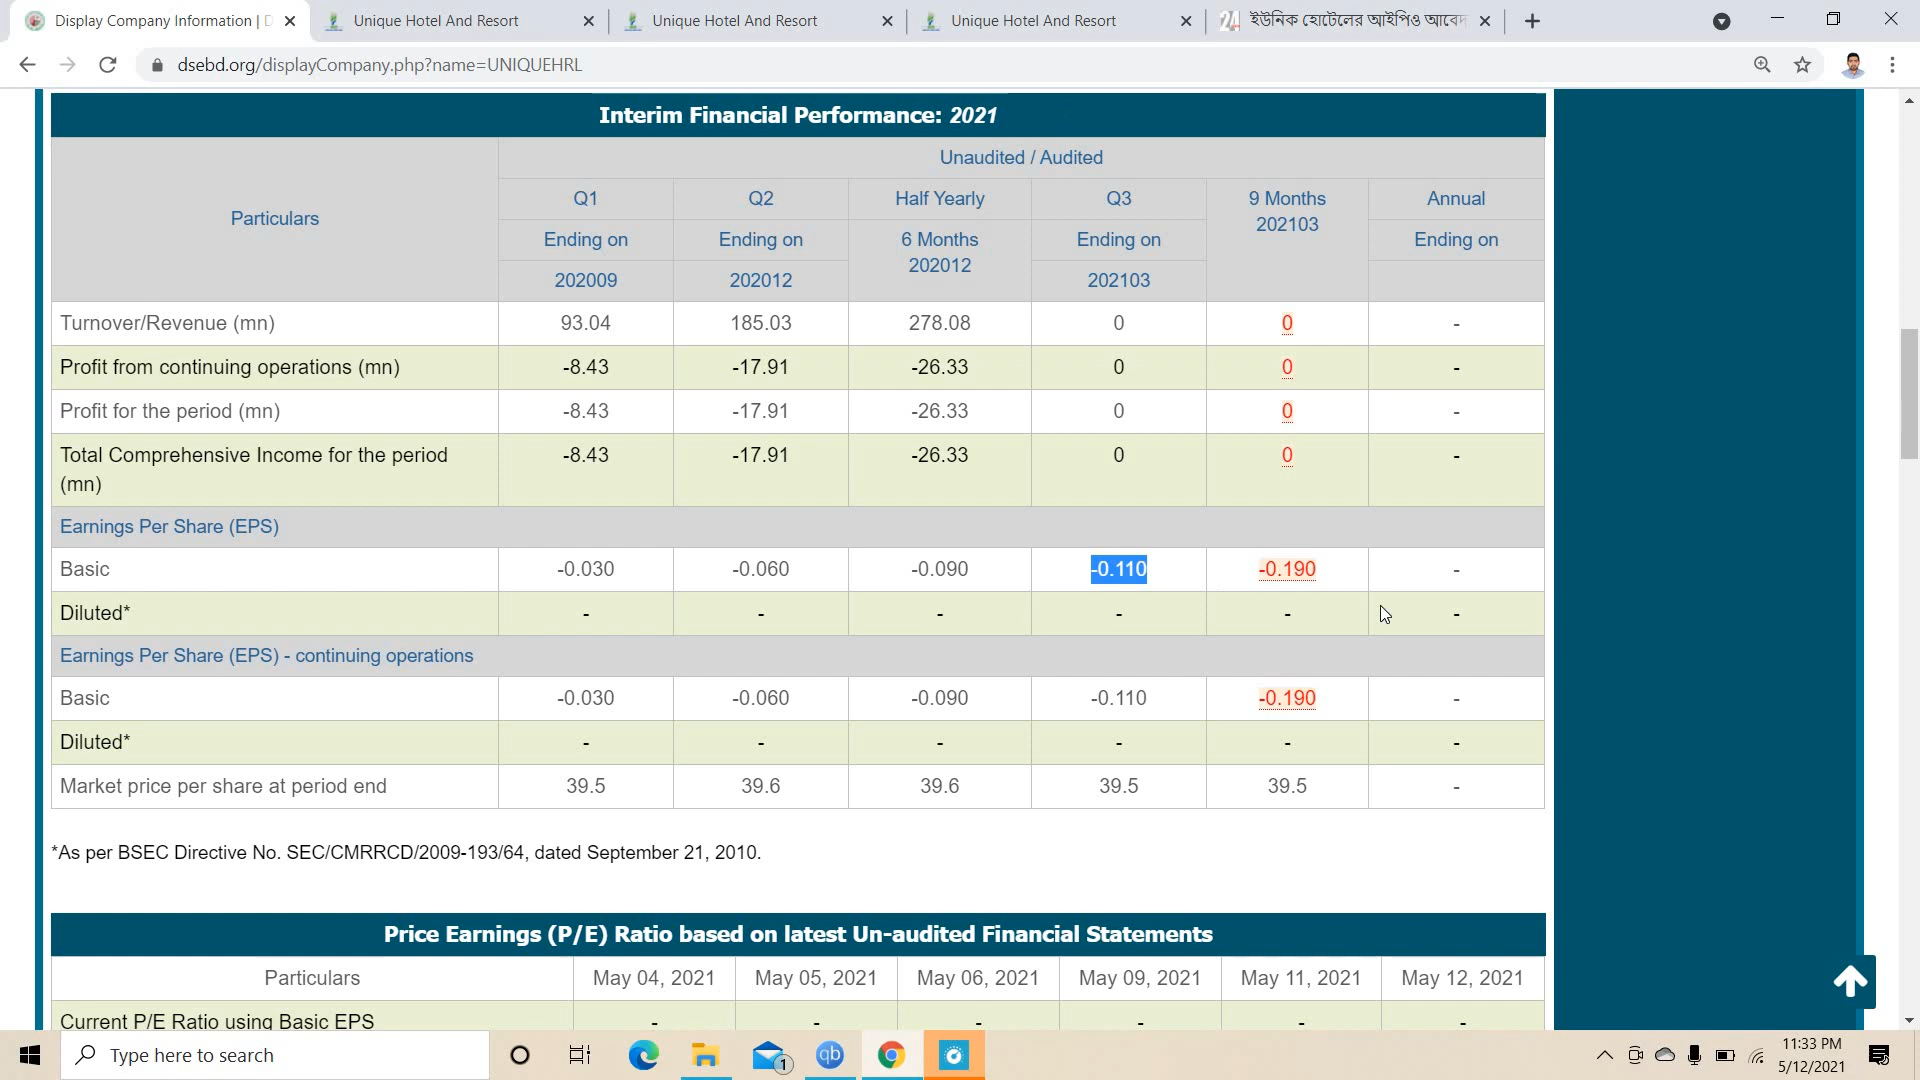 Display Company Information | D
Unique Hotel And Resort
Unique Hotel And Resort
Unique Hotel And Resort
ইউনিক হোটেলের আইপিও আবেদ
dsebd.org/displayCompany.php?name=UNIQUEHRL
Interim Financial Performance: 2021
Particulars
Unaudited / Audited
Q1 Q2 Half Yearly Q3 9 Months 202103 Annual
Ending on Ending on 6 Months 202012 Ending on Ending on
202009 202012 202103
Turnover/Revenue (mn) 93.04 185.03 278.08 0 0 -
Profit from continuing operations (mn) -8.43 -17.91 -26.33 0 0 -
Profit for the period (mn) -8.43 -17.91 -26.33 0 0 -
Total Comprehensive Income for the period -8.43 -17.91 -26.33 0 0 -
(mn)
Earnings Per Share (EPS)
Basic -0.030 -0.060 -0.090 -0.110 -0.190 -
Diluted* - - - - - -
Earnings Per Share (EPS) - continuing operations
Basic -0.030 -0.060 -0.090 -0.110 -0.190 -
Diluted* - - - - - -
Market price per share at period end 39.5 39.6 39.6 39.5 39.5 -
*As per BSEC Directive No. SEC/CMRRCD/2009-193/64, dated September 21, 2010.
Price Earnings (P/E) Ratio based on latest Un-audited Financial Statements
Particulars May 04, 2021 May 05, 2021 May 06, 2021 May 09, 2021 May 11, 2021 May 12, 2021
Current P/E Ratio using Basic EPS - - - - - -
Type here to search
1
qb
11:33 PM
5/12/2021